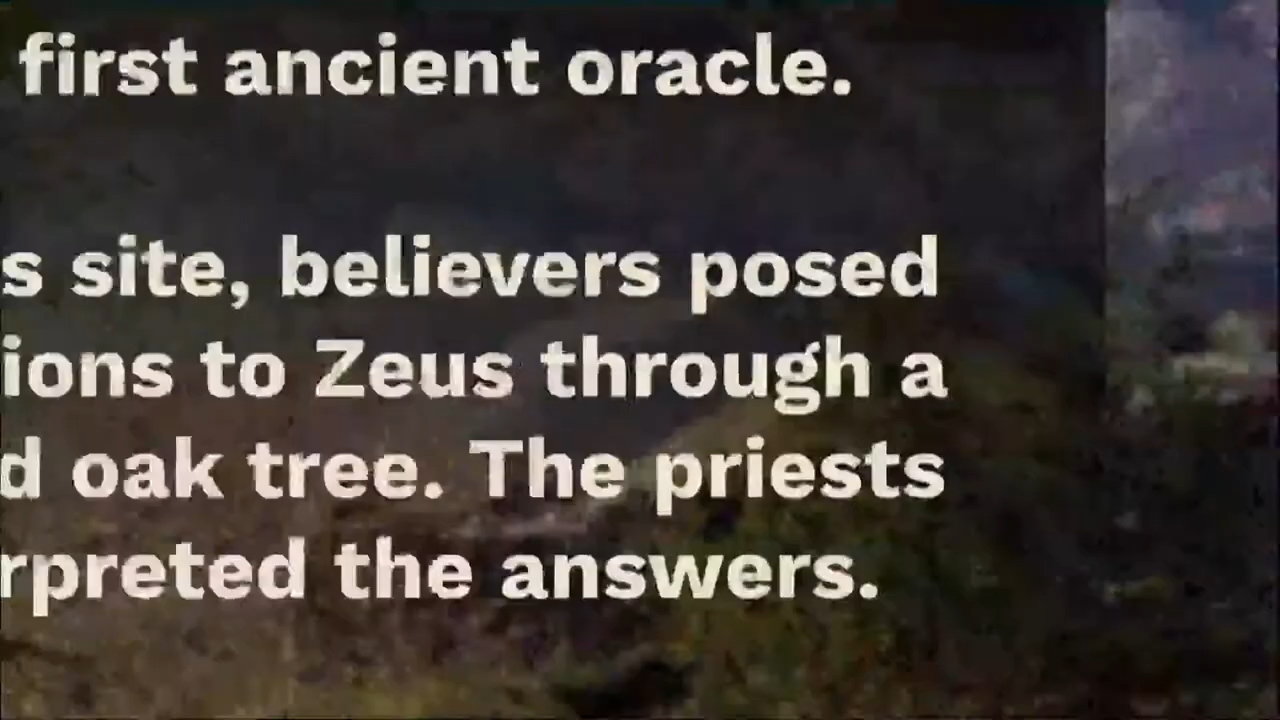 first ancient oracle.
s site, believers posed
ions to Zeus through a
d oak tree. The priests
rpreted the answers.